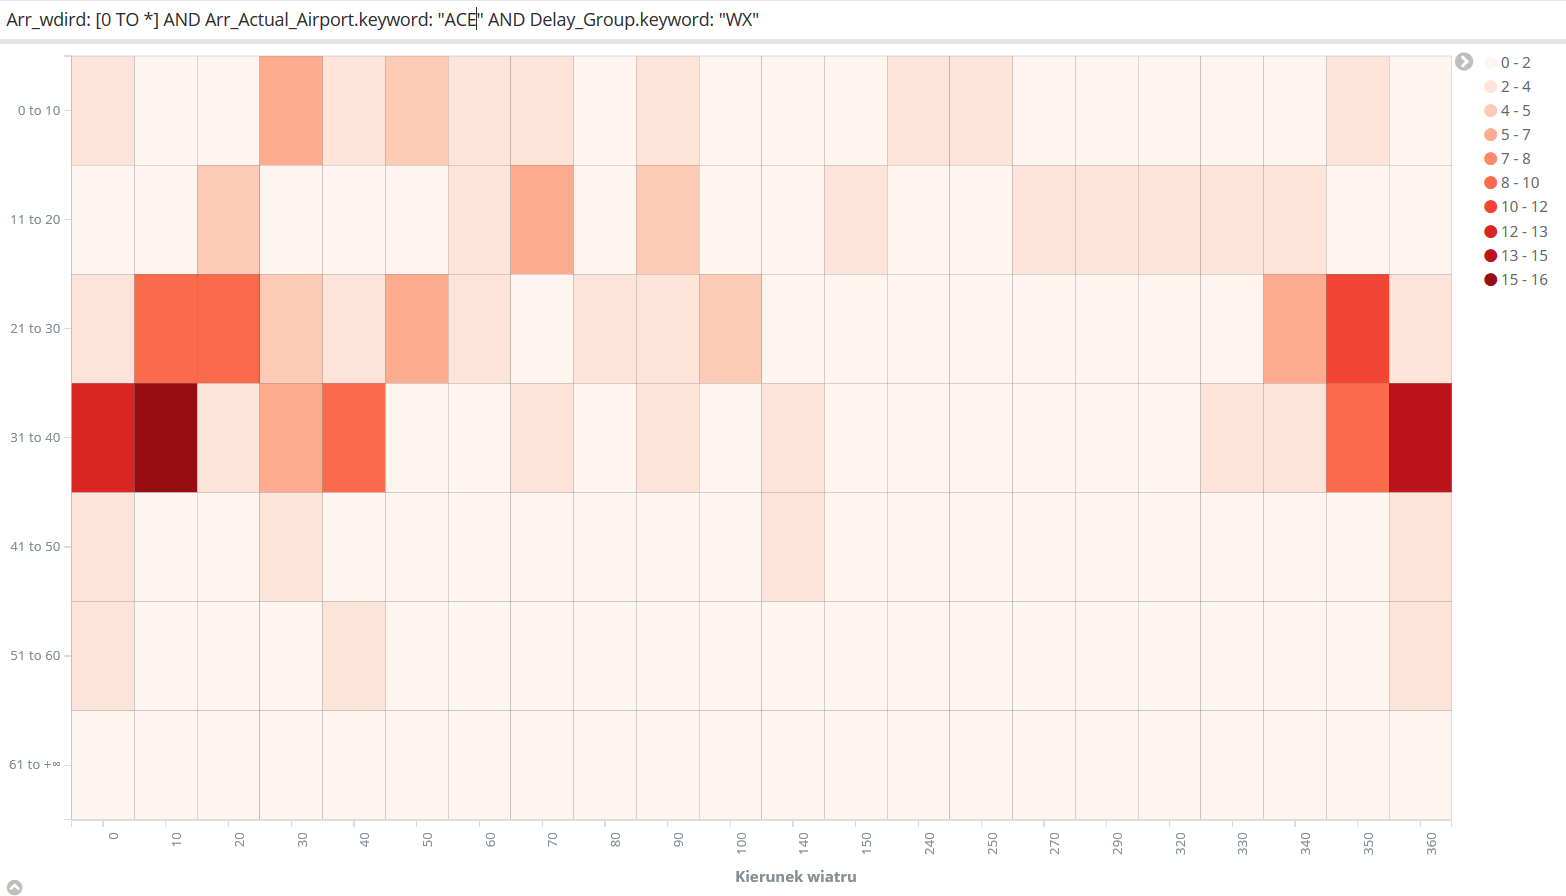 Arr_wdird: [0 TO *] AND Arr_Actual_Airport.keyword: "ACE" AND Delay_Group.keyword: "WX"
0 - 2
2 - 4
4 - 5
5 - 7
7 - 8
8 - 10
10 - 12
12 - 13
13 - 15
15 - 16
0 to 10
11 to 20
21 to 30
31 to 40
41 to 50
51 to 60
61 to +∞
0 10 20 30 40 50 60 70 80 90 100 140 150 240 250 270 290 320 330 340 350 360
Kierunek wiatru